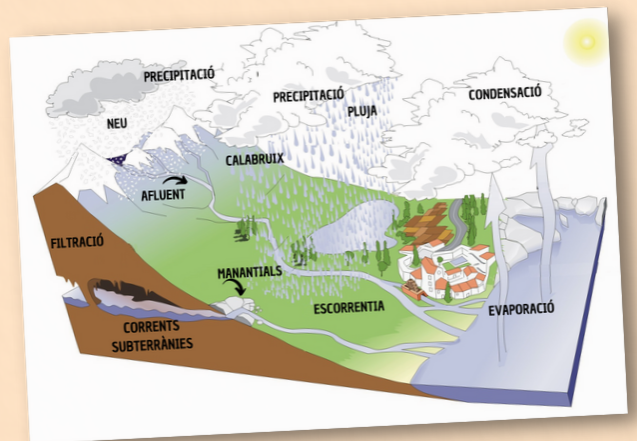 PRECIPITACIÓ
PRECIPITACIÓ
CONDENSACIÓ
NEU
PLUJA
CALABRUIX
AFLUENT
FILTRACIÓ
MANANTIALS
ESCORRENTIA
EVAPORACIÓ
CORRENTS
SUBTERRÀNIES